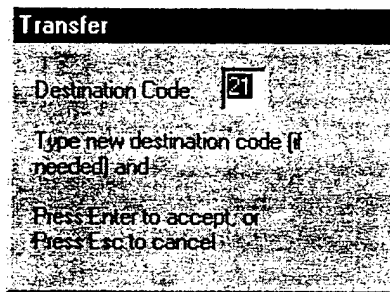 Transfer
Destination Code 21
Type new destination code (if
needed) and
Press Enter to accept, or
Press Esc to cancel